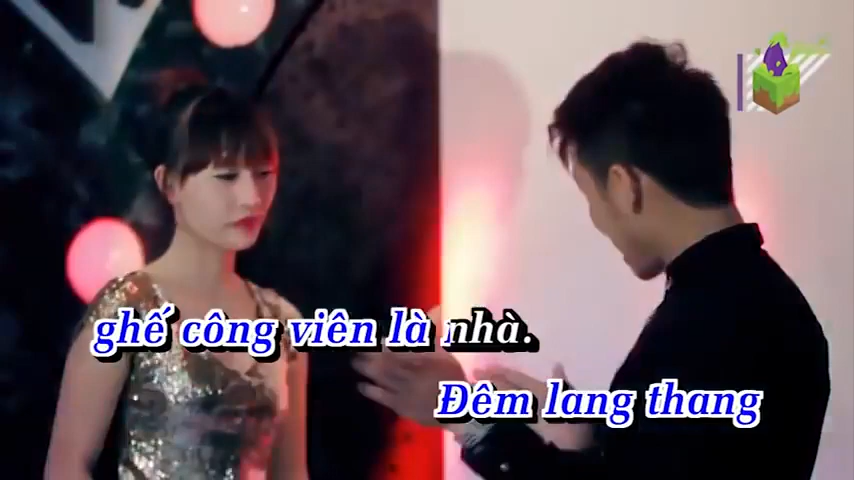 ghế công viên là nhà.
Đêm lang thang